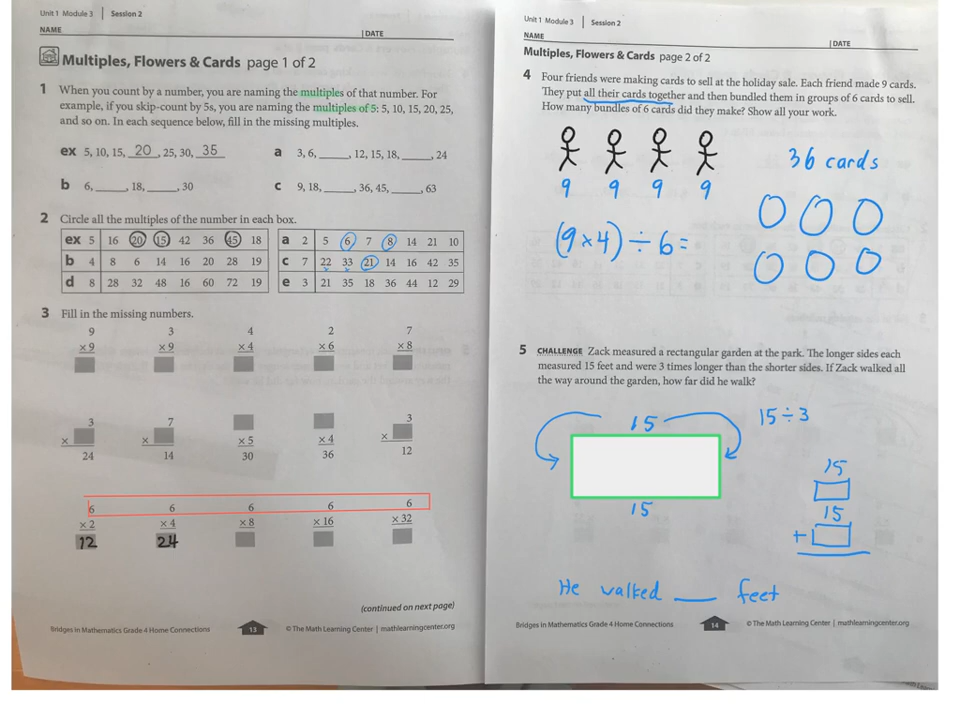 Unit 1 Module 3 | Session 2
NAME | DATE
Multiples, Flowers & Cards page 1 of 2
1 When you count by a number, you are naming the multiples of that number. For
example, if you skip-count by 5s, you are naming the multiples of 5: 5, 10, 15, 20, 25,
and so on. In each sequence below, fill in the missing multiples.
ex 5, 10, 15, 20, 25, 30, 35
a 3, 6, ____, 12, 15, 18, ____, 24
b 6, ____, 18, ____, 30
c 9, 18, ____, 36, 45, ____, 63
2 Circle all the multiples of the number in each box.
ex 5 16 20 15 42 36 45 18
a 2 5 6 7 8 14 21 10
b 4 8 6 14 16 20 28 19
c 7 22 33 21 14 16 42 35
d 8 28 32 48 16 60 72 19
e 3 21 35 18 36 44 12 29
3 Fill in the missing numbers.
9 3 4 2 7
× 9 × 9 × 4 × 6 × 8
3 7 3
× × × 5 × 4 ×
24 14 30 36 12
6 6 6 6 6
× 2 × 4 × 8 × 16 × 32
12 24
(continued on next page)
Bridges in Mathematics Grade 4 Home Connections 13 © The Math Learning Center | mathlearningcenter.org
Unit 1 Module 3 | Session 2
NAME | DATE
Multiples, Flowers & Cards page 2 of 2
4 Four friends were making cards to sell at the holiday sale. Each friend made 9 cards.
They put all their cards together and then bundled them in groups of 6 cards to sell.
How many bundles of 6 cards did they make? Show all your work.
36 cards
9 9 9 9
(9×4) ÷ 6 =
5 CHALLENGE Zack measured a rectangular garden at the park. The longer sides each
measured 15 feet and were 3 times longer than the shorter sides. If Zack walked all
the way around the garden, how far did he walk?
15
15 ÷ 3
15
15
15
+
He walked ___ feet
Bridges in Mathematics Grade 4 Home Connections 14 © The Math Learning Center | mathlearningcenter.org